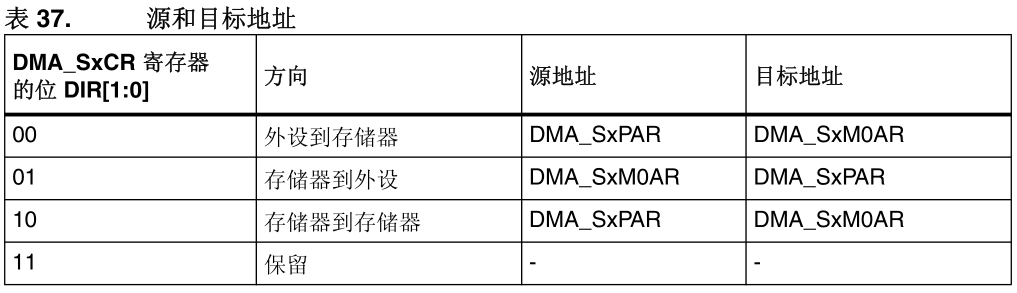 表 37. 源和目标地址
DMA_SxCR 寄存器
的位 DIR[1:0]
方向
源地址
目标地址
00
外设到存储器
DMA_SxPAR
DMA_SxM0AR
01
存储器到外设
DMA_SxM0AR
DMA_SxPAR
10
存储器到存储器
DMA_SxPAR
DMA_SxM0AR
11
保留
-
-